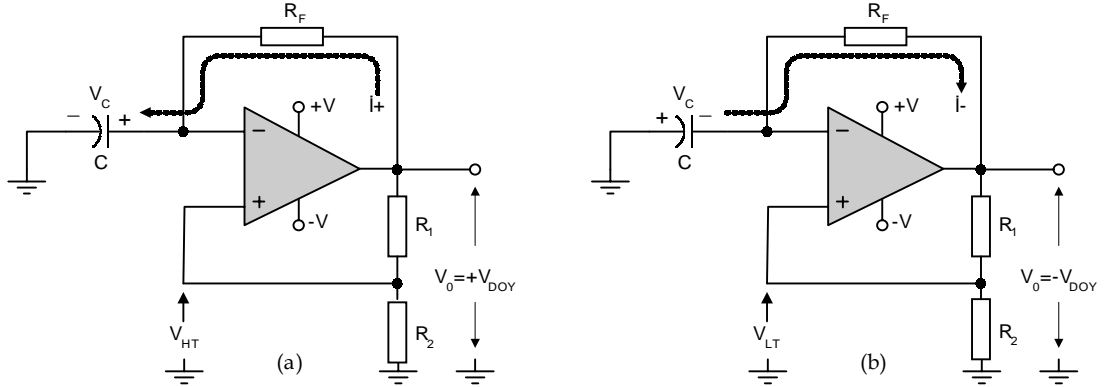 R_F
V_C
i+
+V
− +
−
C
+
-V
R_1
V_0=+V_DOY
V_HT
R_2
(a)
R_F
V_C
i-
+V
+ −
−
C
+
-V
R_1
V_0=-V_DOY
V_LT
R_2
(b)